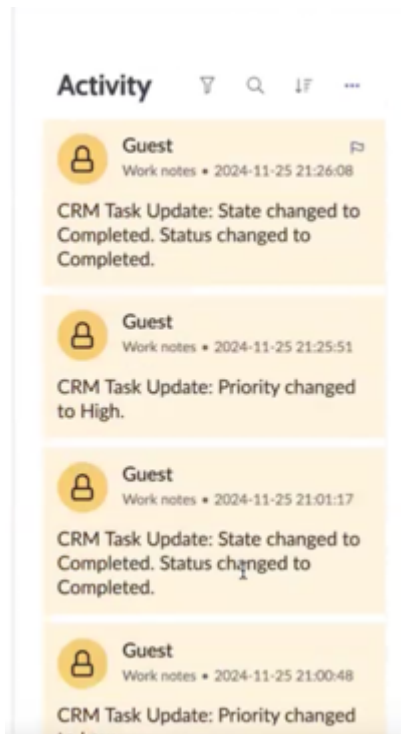 Activity
Guest
Work notes • 2024-11-25 21:26:08
CRM Task Update: State changed to
Completed. Status changed to
Completed.
Guest
Work notes • 2024-11-25 21:25:51
CRM Task Update: Priority changed
to High.
Guest
Work notes • 2024-11-25 21:01:17
CRM Task Update: State changed to
Completed. Status changed to
Completed.
Guest
Work notes • 2024-11-25 21:00:48
CRM Task Update: Priority changed